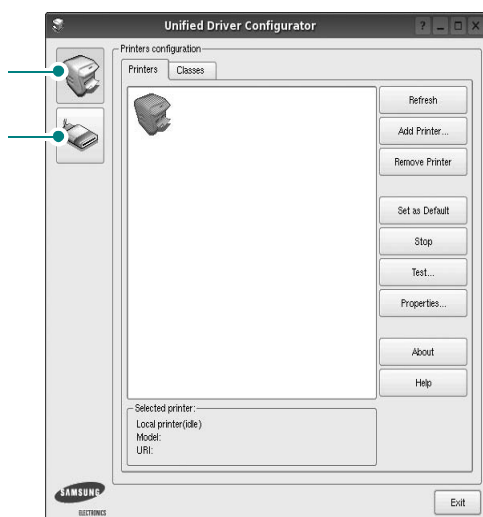 Unified Driver Configurator
Printers configuration
Printers
Classes
Refresh
Add Printer...
Remove Printer
Set as Default
Stop
Test...
Properties...
About
Help
Selected printer:
Local printer(idle)
Model:
URI:
SAMSUNG
ELECTRONICS
Exit